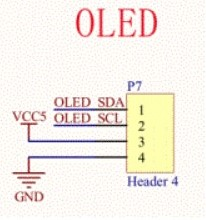 OLED
P7
OLED_SDA
1
OLED_SCL
2
VCC5
3
4
GND
Header 4